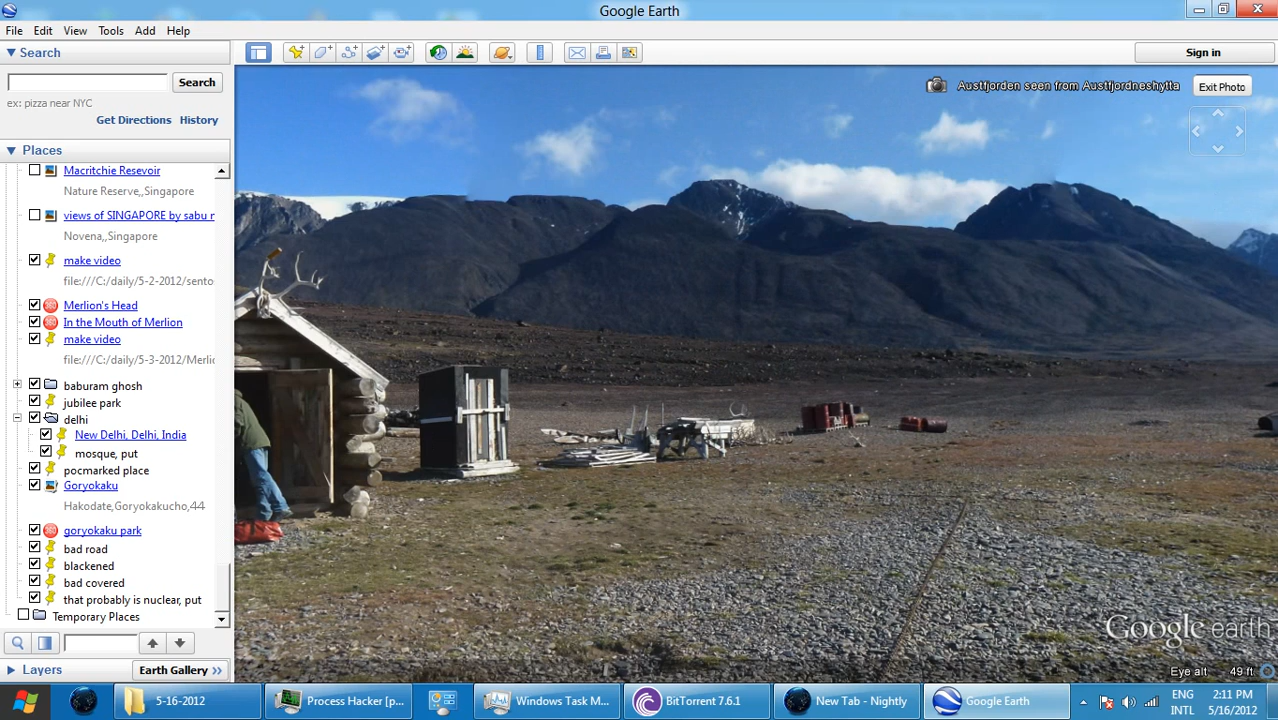 Google Earth
File Edit View Tools Add Help
Search
Sign in
Search
ex: pizza near NYC
Get Directions History
Places
Austfjorden seen from Austfjordneshytta
Exit Photo
Macritchie Resevoir
Nature Reserve,,Singapore
views of SINGAPORE by sabu
Novena,,Singapore
make video
file:///C:/daily/5-2-2012/sento
Merlion's Head
In the Mouth of Merlion
make video
file:///C:/daily/5-3-2012/Merlic
baburam ghosh
jubilee park
delhi
New Delhi, Delhi, India
mosque, put
pocmarked place
Goryokaku
Hakodate,Goryokakucho,44
goryokaku park
bad road
blackened
bad covered
that probably is nuclear, put
Temporary Places
Layers
Earth Gallery >>
Google earth
Eye alt 49 ft
5-16-2012
Process Hacker [p...
Windows Task M...
BitTorrent 7.6.1
New Tab - Nightly
Google Earth
ENG
INTL
2:11 PM
5/16/2012